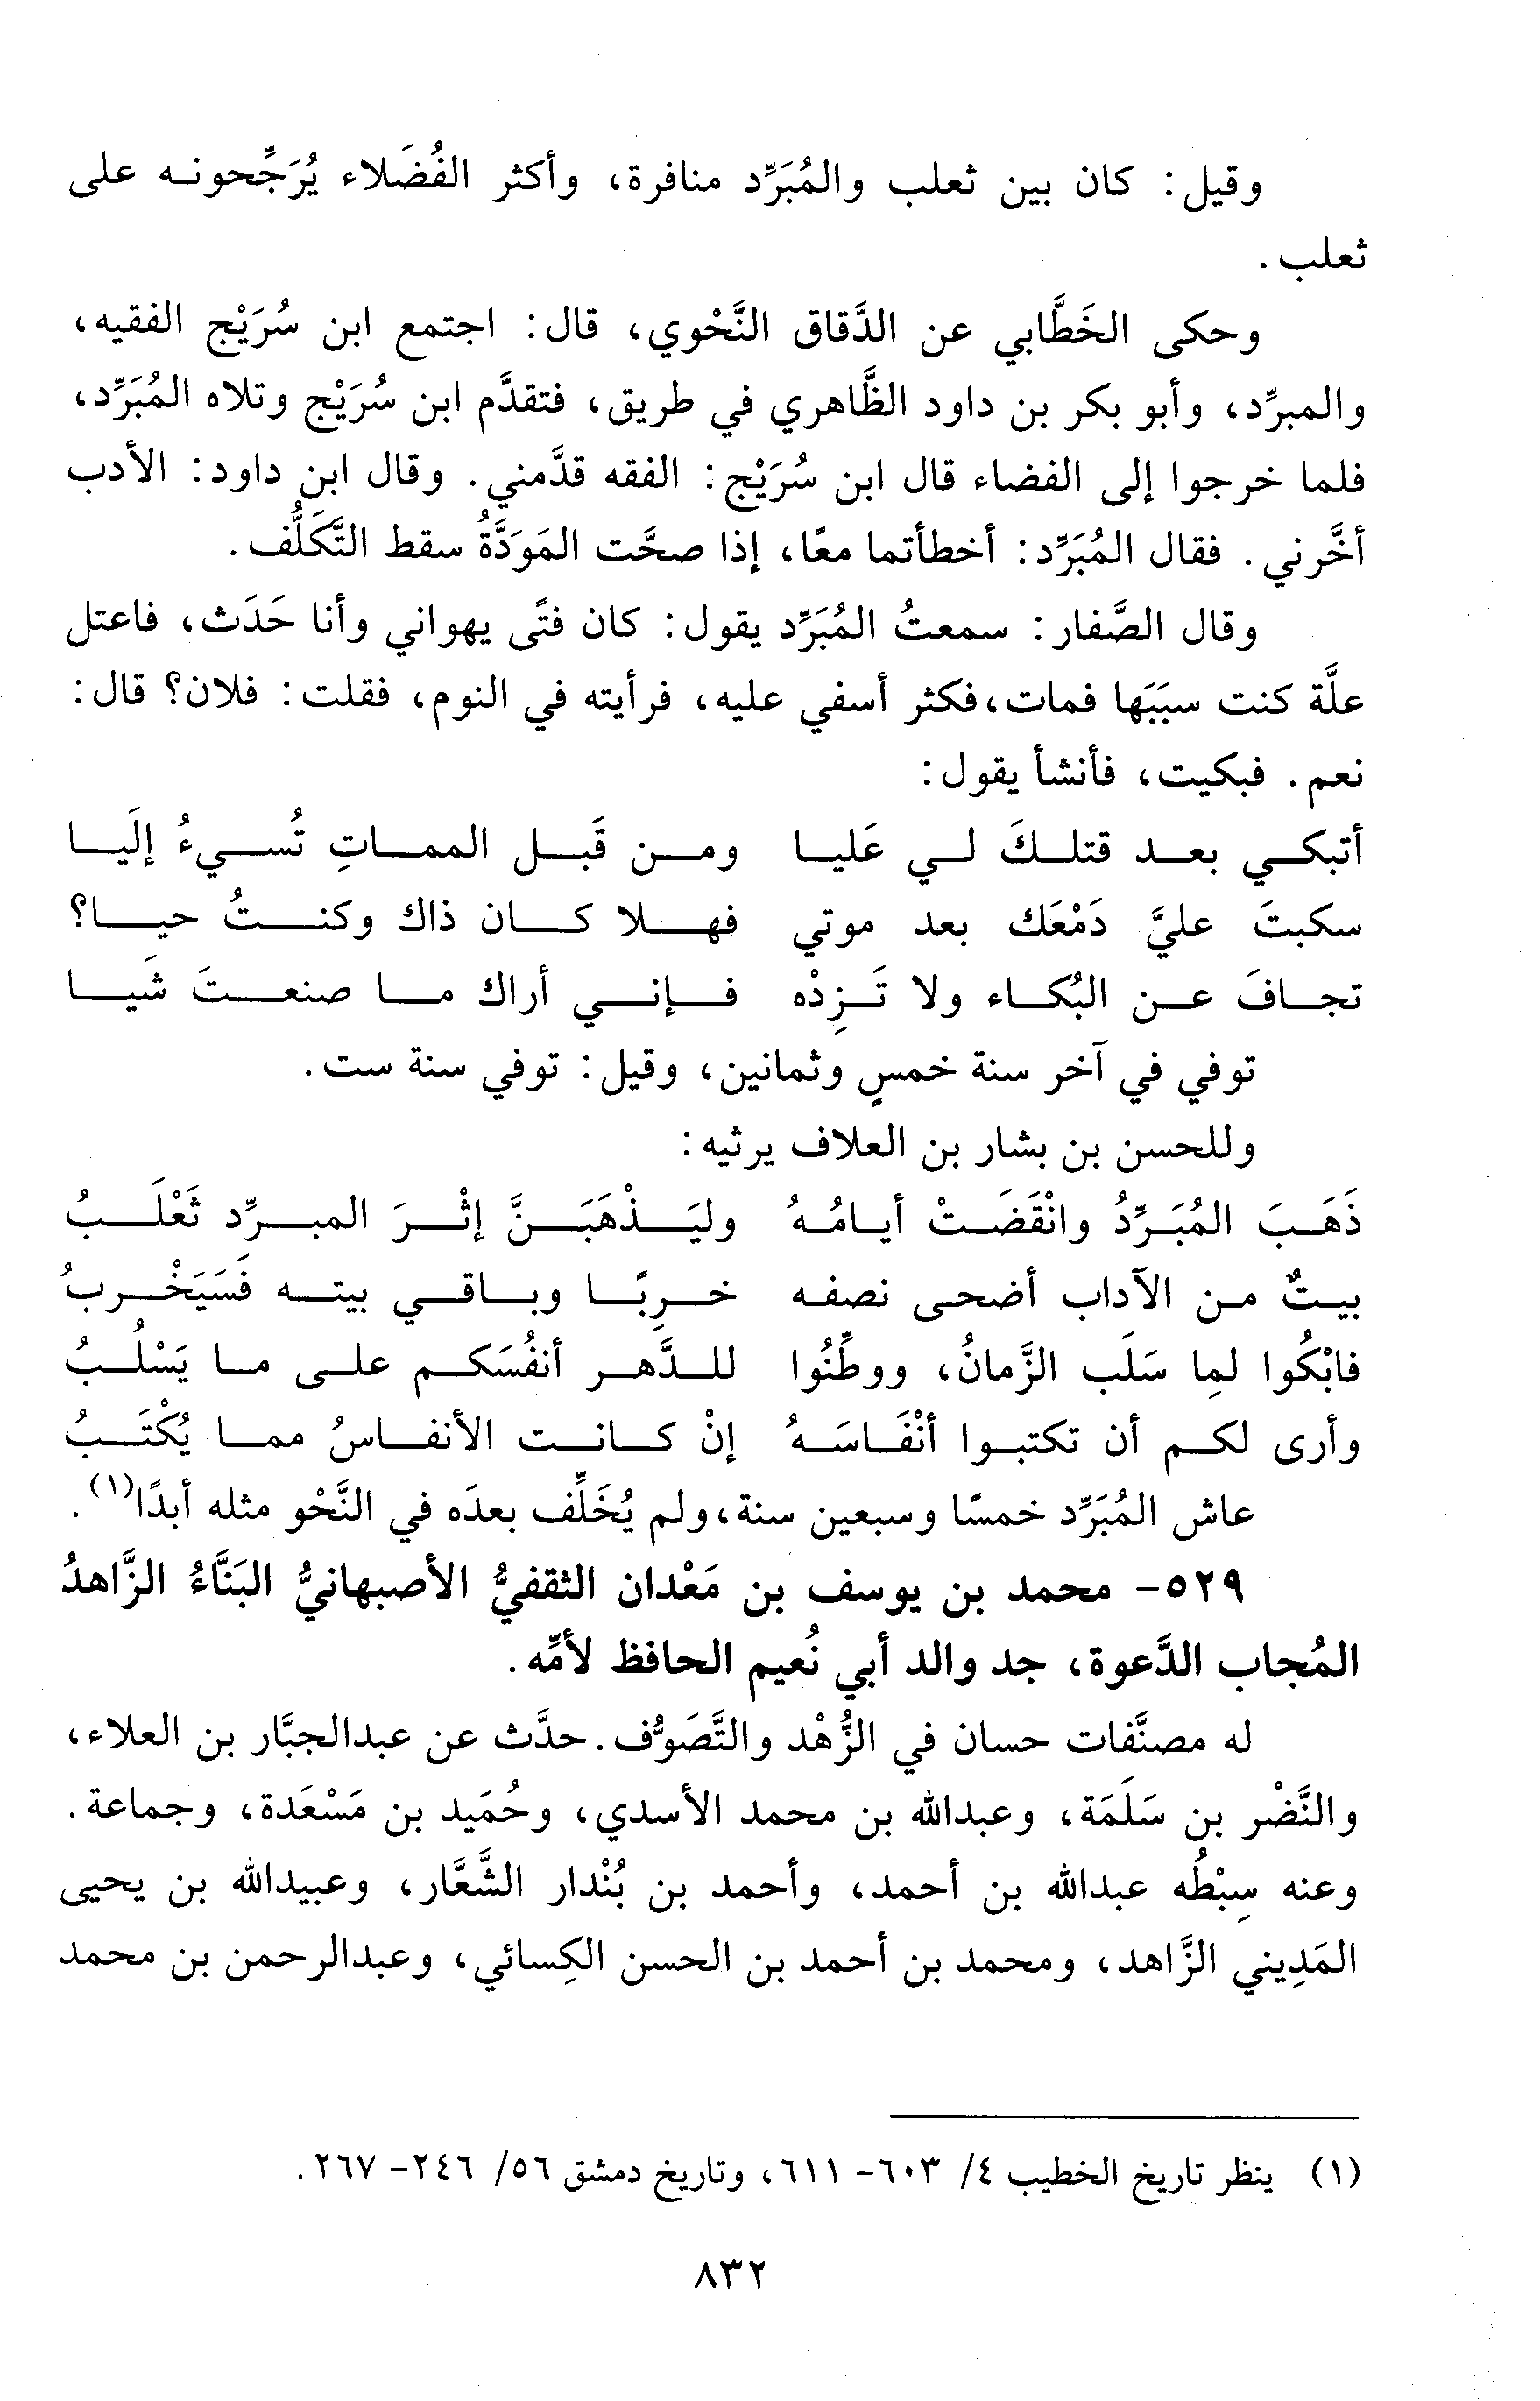 وقيل: كان بين ثعلب والمُبَرِّد منافرة، وأكثر الفُضَلاء يُرَجِّحونه على
ثعلب.
وحكى الخَطَّابي عن الدَّقاق النَّحْوي، قال: اجتمع ابن سُرَيْج الفقيه،
والمبرِّد، وأبو بكر بن داود الظَّاهري في طريق، فتقدَّم ابن سُرَيْج وتلاه المُبَرِّد،
فلما خرجوا إلى الفضاء قال ابن سُرَيْج: الفقه قدَّمني. وقال ابن داود: الأدب
أخَّرني. فقال المُبَرِّد: أخطأتما معًا، إذا صحَّت المَوَدَّةُ سقط التَّكَلُّف.
وقال الصَّفار: سمعتُ المُبَرِّد يقول: كان فتًى يهواني وأنا حَدَث، فاعتل
علَّة كنت سبَبَها فمات، فكثر أسفي عليه، فرأيته في النوم، فقلت: فلان؟ قال:
نعم. فبكيت، فأنشأ يقول:
أتبكي بعد قتلكَ لي عَليا ومن قَبل المماتِ تُسيءُ إلَيا
سكبتَ عليَّ دَمْعَك بعد موتي فهلا كان ذاك وكنتُ حيا؟
تجافَ عن البُكاء ولا تَزِدْه فإني أراك ما صنعتَ شَيا
توفي في آخر سنة خمسٍ وثمانين، وقيل: توفي سنة ست.
وللحسن بن بشار بن العلاف يرثيه:
ذَهَبَ المُبَرِّدُ وانْقَضَتْ أيامُهُ وليَذْهَبَنَّ إثْرَ المبرِّد ثَعْلَبُ
بيتٌ من الآداب أضحى نصفه خرِبًا وباقي بيته فَسَيَخْربُ
فابْكُوا لمِا سَلَب الزَّمانُ، ووطِّنُوا للدَّهر أنفُسَكم على ما يَسْلُبُ
وأرى لكم أن تكتبوا أنْفَاسَهُ إنْ كانت الأنفاسُ مما يُكْتَبُ
عاش المُبَرِّد خمسًا وسبعين سنة، ولم يُخَلِّف بعدَه في النَّحْو مثله أبدًا(١).
٥٢٩- محمد بن يوسف بن مَعْدان الثقفيُّ الأصبهانيُّ البَنَّاءُ الزَّاهدُ
المُجاب الدَّعوة، جد والد أبي نُعيم الحافظ لأمِّه.
له مصنَّفات حسان في الزُّهْد والتَّصَوُّف. حدَّث عن عبدالجبَّار بن العلاء،
والنَّضْر بن سَلَمَة، وعبدالله بن محمد الأسدي، وحُمَيد بن مَسْعَدة، وجماعة.
وعنه سِبْطُه عبدالله بن أحمد، وأحمد بن بُنْدار الشَّعَّار، وعبيدالله بن يحيى
المَدِيني الزَّاهد، ومحمد بن أحمد بن الحسن الكِسائي، وعبدالرحمن بن محمد
(١) ينظر تاريخ الخطيب ٤/ ٦٠٣- ٦١١، وتاريخ دمشق ٥٦/ ٢٤٦- ٢٦٧.
٨٣٢